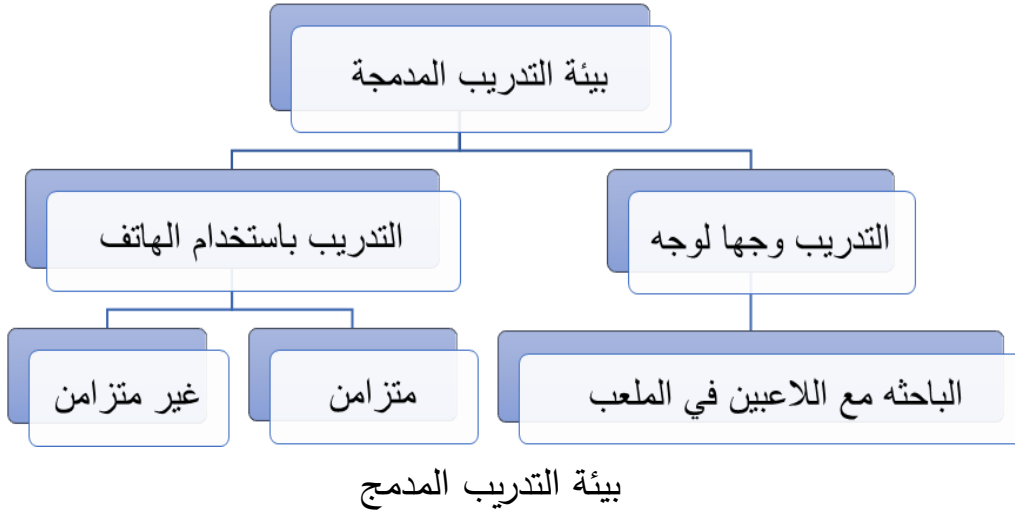 بيئة التدريب المدمجة
التدريب وجها لوجه
التدريب باستخدام الهاتف
الباحثه مع اللاعبين في الملعب
متزامن
غير متزامن
بيئة التدريب المدمج